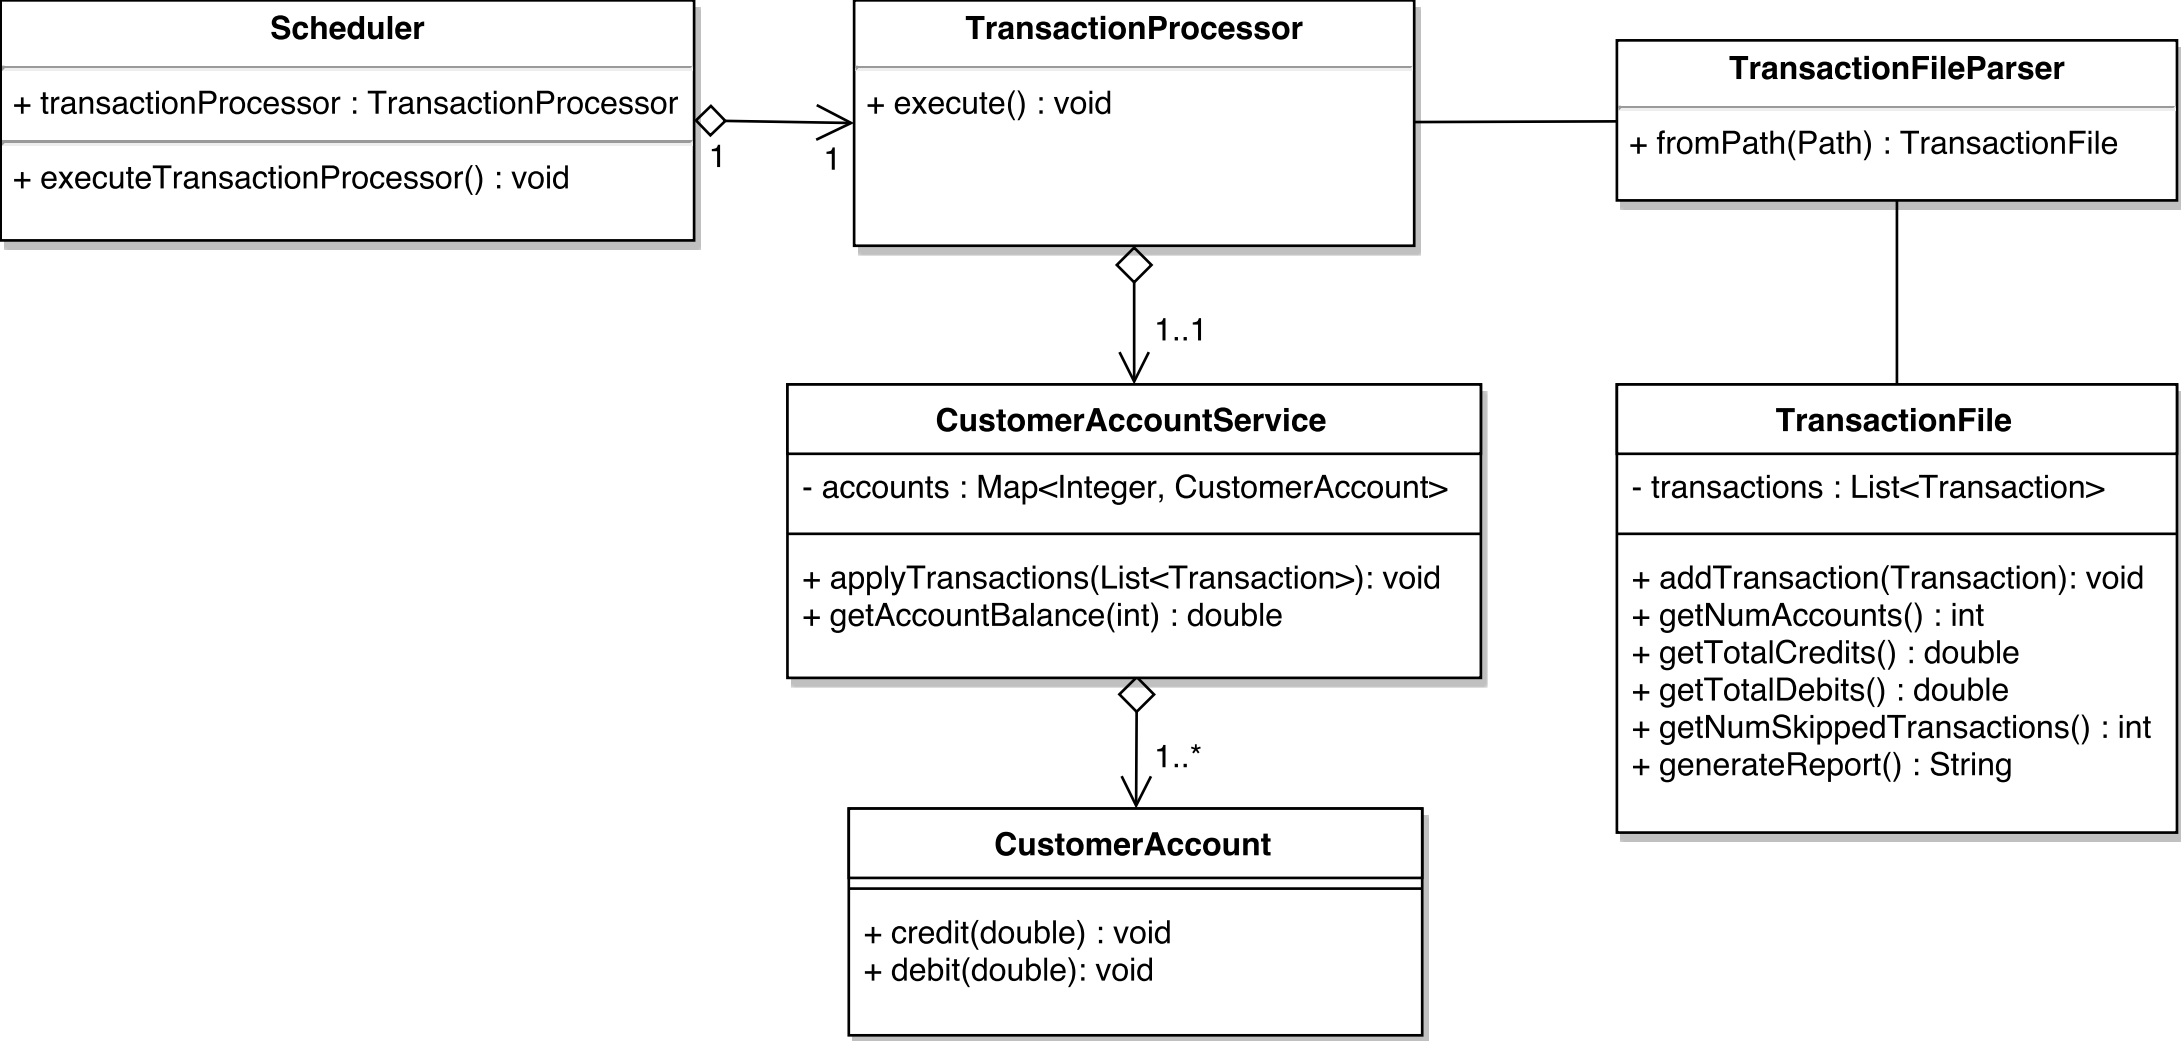 Scheduler
+ transactionProcessor : TransactionProcessor
+ executeTransactionProcessor() : void
1
1
TransactionProcessor
+ execute() : void
TransactionFileParser
+ fromPath(Path) : TransactionFile
1..1
CustomerAccountService
- accounts : Map<Integer, CustomerAccount>
+ applyTransactions(List<Transaction>): void
+ getAccountBalance(int) : double
TransactionFile
- transactions : List<Transaction>
+ addTransaction(Transaction): void
+ getNumAccounts() : int
+ getTotalCredits() : double
+ getTotalDebits() : double
+ getNumSkippedTransactions() : int
+ generateReport() : String
1..*
CustomerAccount
+ credit(double) : void
+ debit(double): void